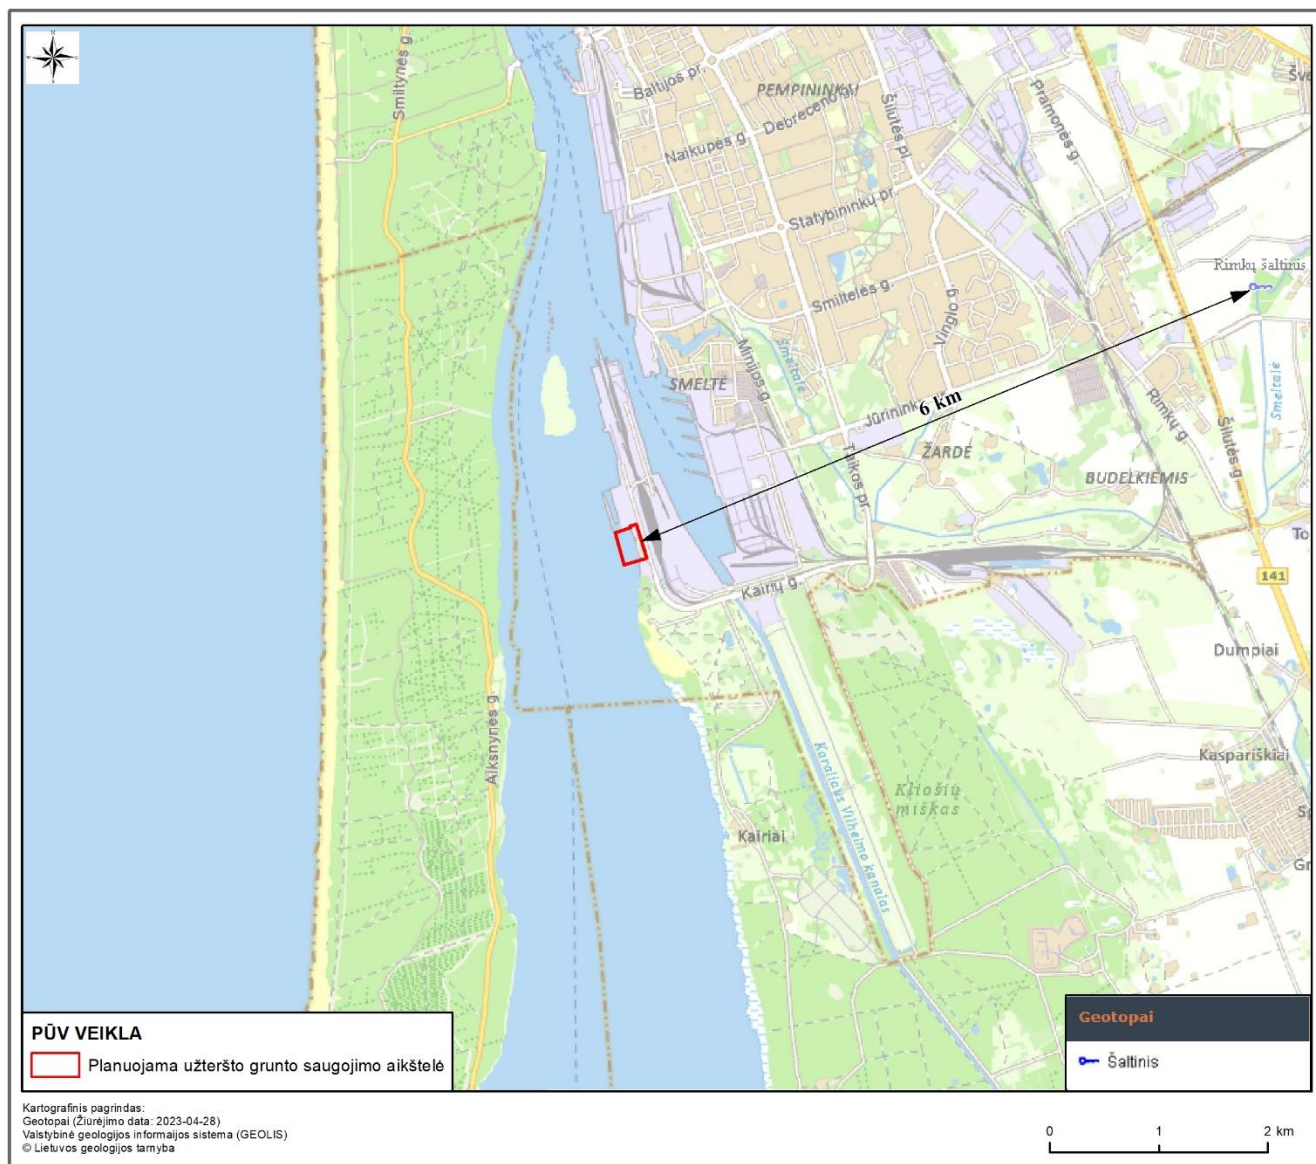 Smiltynės g.
Baltijos pr.
PEMPININKAI
Debreceno g.
Šilutės pl.
Pramonės g.
Naikupės g.
Statybininkų pr.
Rimkų šaltinis
Smiltelės g.
Vingio g.
Minijos g.
Smeltalė
SMELTĖ
6 km
Taikos pr.
ŽARDĖ
Rimkų g.
Šilutės g.
Smeltalė
BUDELKIEMIS
To
141
Kairių g.
Dumpiai
Alksnynės g.
Karaliaus Vilhelmo kanalas
Kliošių
miškas
Kaspariškiai
Kairiai
Gr
PŪV VEIKLA
Planuojama užteršto grunto saugojimo aikštelė
Geotopai
Šaltinis
Kartografinis pagrindas:
Geotopai (Žiūrėjimo data: 2023-04-28)
Valstybinė geologijos informaijos sistema (GEOLIS)
© Lietuvos geologijos tarnyba
0 1 2 km